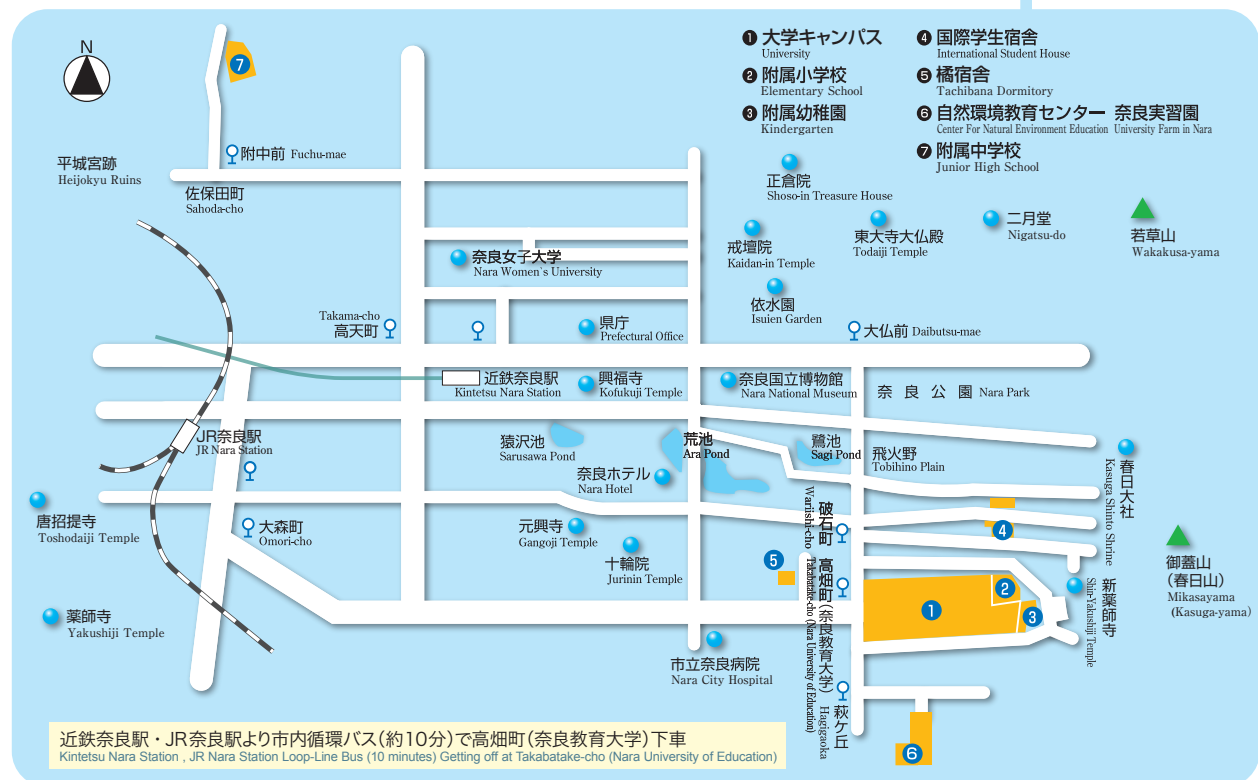 N
❶ 大学キャンパス
University
❷ 附属小学校
Elementary School
❸ 附属幼稚園
Kindergarten
❹ 国際学生宿舎
International Student House
❺ 橘宿舎
Tachibana Dormitory
❻ 自然環境教育センター 奈良実習園
Center For Natural Environment Education University Farm in Nara
❼ 附属中学校
Junior High School
7
附中前 Fuchu-mae
平城宮跡
Heijokyu Ruins
佐保田町
Sahoda-cho
正倉院
Shoso-in Treasure House
戒壇院
Kaidan-in Temple
東大寺大仏殿
Todaiji Temple
二月堂
Nigatsu-do
若草山
Wakakusa-yama
奈良女子大学
Nara Women`s University
依水園
Isuien Garden
Takama-cho
高天町
県庁
Prefectural Office
大仏前 Daibutsu-mae
近鉄奈良駅
Kintetsu Nara Station
興福寺
Kofukuji Temple
奈良国立博物館
Nara National Museum
奈良公園 Nara Park
JR奈良駅
JR Nara Station
猿沢池
Sarusawa Pond
荒池
Ara Pond
鷺池
Sagi Pond
飛火野
Tobihino Plain
奈良ホテル
Nara Hotel
春日大社
Kasuga Shinto Shrine
唐招提寺
Toshodaiji Temple
大森町
Omori-cho
元興寺
Gangoji Temple
十輪院
Jurinin Temple
破石町
Wariishi-cho
4
5
高畑町(奈良教育大学)
Takabatake-cho (Nara University of Education)
1
2
3
新薬師寺
Shin-Yakushiji Temple
御蓋山
(春日山)
Mikasayama
(Kasuga-yama)
薬師寺
Yakushiji Temple
市立奈良病院
Nara City Hospital
萩ケ丘
Hagigaoka
6
近鉄奈良駅・JR奈良駅より市内循環バス(約10分)で高畑町(奈良教育大学)下車
Kintetsu Nara Station , JR Nara Station Loop-Line Bus (10 minutes) Getting off at Takabatake-cho (Nara University of Education)